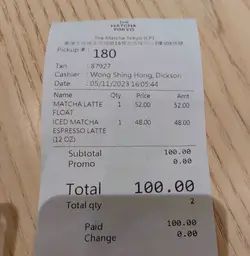 THE
MATCHA
TOKYO
The Matcha Tokyo (CP)
Pickup #: 180
Txn : 87927
Cashier : Wong Shing Hong, Dickson
Date : 05/11/2023 16:05:44
Name Qty Price Amt
MATCHA LATTE 1 52.00 52.00
FLOAT
ICED MATCHA 1 48.00 48.00
ESPRESSO LATTE
(12 OZ)
Subtotal 100.00
Promo 0.00
Total 100.00
Total qty 2
Paid 100.00
Change 0.00